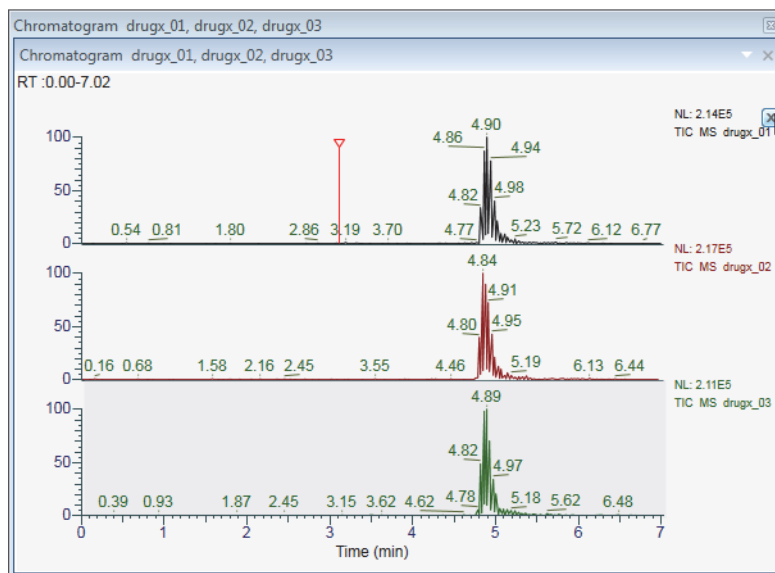 Chromatogram drugx_01, drugx_02, drugx_03
Chromatogram drugx_01, drugx_02, drugx_03
RT :0.00-7.02
NL: 2.14E5
TIC MS drugx_01
100
50
0
4.90
4.86
4.94
4.82
4.98
0.54 0.81 1.80 2.86 3.19 3.70 4.77 5.23 5.72 6.12 6.77
NL: 2.17E5
TIC MS drugx_02
100
50
0
4.84
4.91
4.80
4.95
0.16 0.68 1.58 2.16 2.45 3.55 4.46 5.19 6.13 6.44
NL: 2.11E5
TIC MS drugx_03
100
50
0
4.89
4.82
4.97
0.39 0.93 1.87 2.45 3.15 3.62 4.62 4.78 5.18 5.62 6.48
0 1 2 3 4 5 6 7
Time (min)